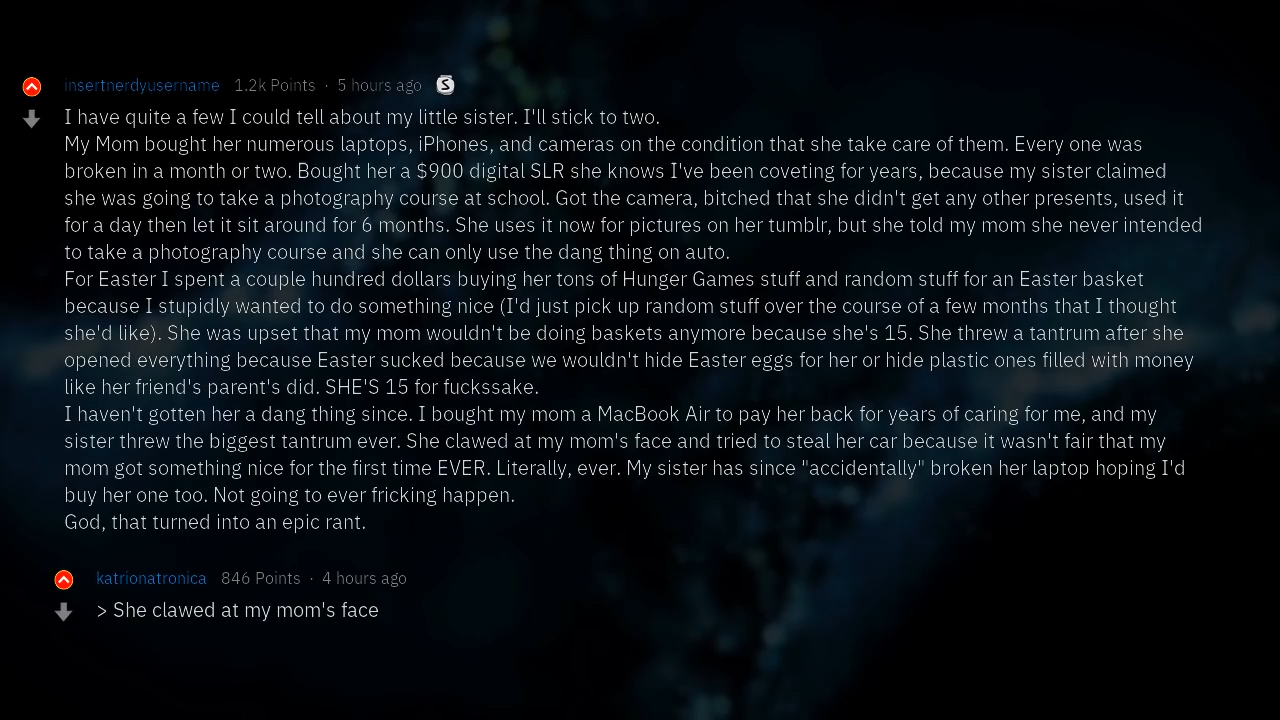 insertnerdyusername 1.2k Points · 5 hours ago S
I have quite a few I could tell about my little sister. I'll stick to two.
My Mom bought her numerous laptops, iPhones, and cameras on the condition that she take care of them. Every one was
broken in a month or two. Bought her a $900 digital SLR she knows I've been coveting for years, because my sister claimed
she was going to take a photography course at school. Got the camera, bitched that she didn't get any other presents, used it
for a day then let it sit around for 6 months. She uses it now for pictures on her tumblr, but she told my mom she never intended
to take a photography course and she can only use the dang thing on auto.
For Easter I spent a couple hundred dollars buying her tons of Hunger Games stuff and random stuff for an Easter basket
because I stupidly wanted to do something nice (I'd just pick up random stuff over the course of a few months that I thought
she'd like). She was upset that my mom wouldn't be doing baskets anymore because she's 15. She threw a tantrum after she
opened everything because Easter sucked because we wouldn't hide Easter eggs for her or hide plastic ones filled with money
like her friend's parent's did. SHE'S 15 for fuckssake.
I haven't gotten her a dang thing since. I bought my mom a MacBook Air to pay her back for years of caring for me, and my
sister threw the biggest tantrum ever. She clawed at my mom's face and tried to steal her car because it wasn't fair that my
mom got something nice for the first time EVER. Literally, ever. My sister has since "accidentally" broken her laptop hoping I'd
buy her one too. Not going to ever fricking happen.
God, that turned into an epic rant.
katrionatronica 846 Points · 4 hours ago
> She clawed at my mom's face